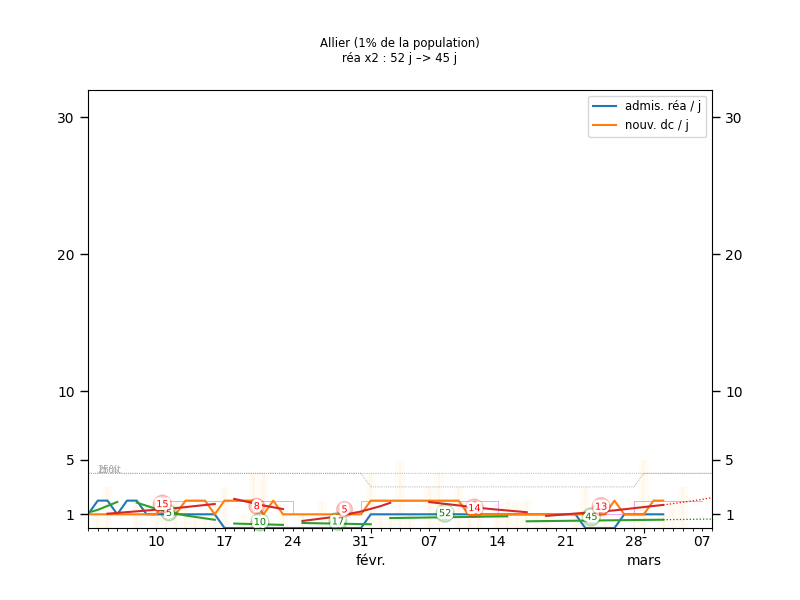 Allier (1% de la population)
réa x2 : 52 j –> 45 j
admis. réa / j
nouv. dc / j
30 30
20 20
10 10
5 5
1 1
15 5 8 10 5 17 52 14 45 13
10 17 24 31 07 14 21 28 07
févr. mars